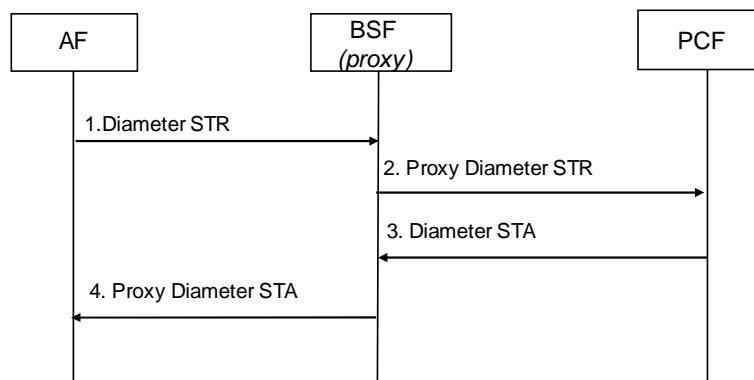 AF
BSF
(proxy)
PCF
1.Diameter STR
2. Proxy Diameter STR
3. Diameter STA
4. Proxy Diameter STA